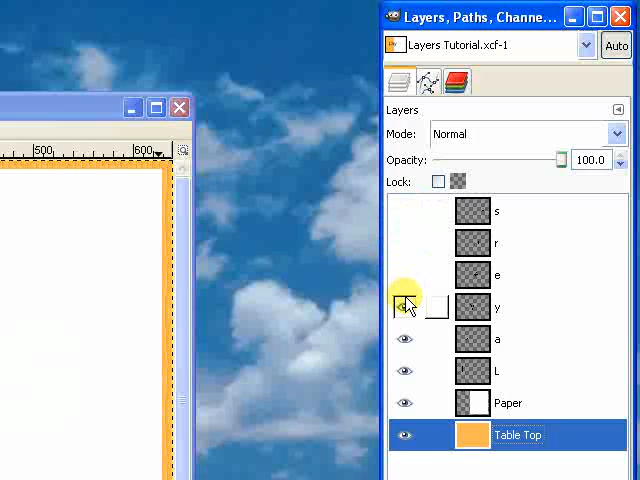 Layers, Paths, Channe...
Layers Tutorial.xcf-1
Auto
Layers
Mode: Normal
Opacity: 100.0
Lock:
500
600
s
r
e
y
a
L
Paper
Table Top